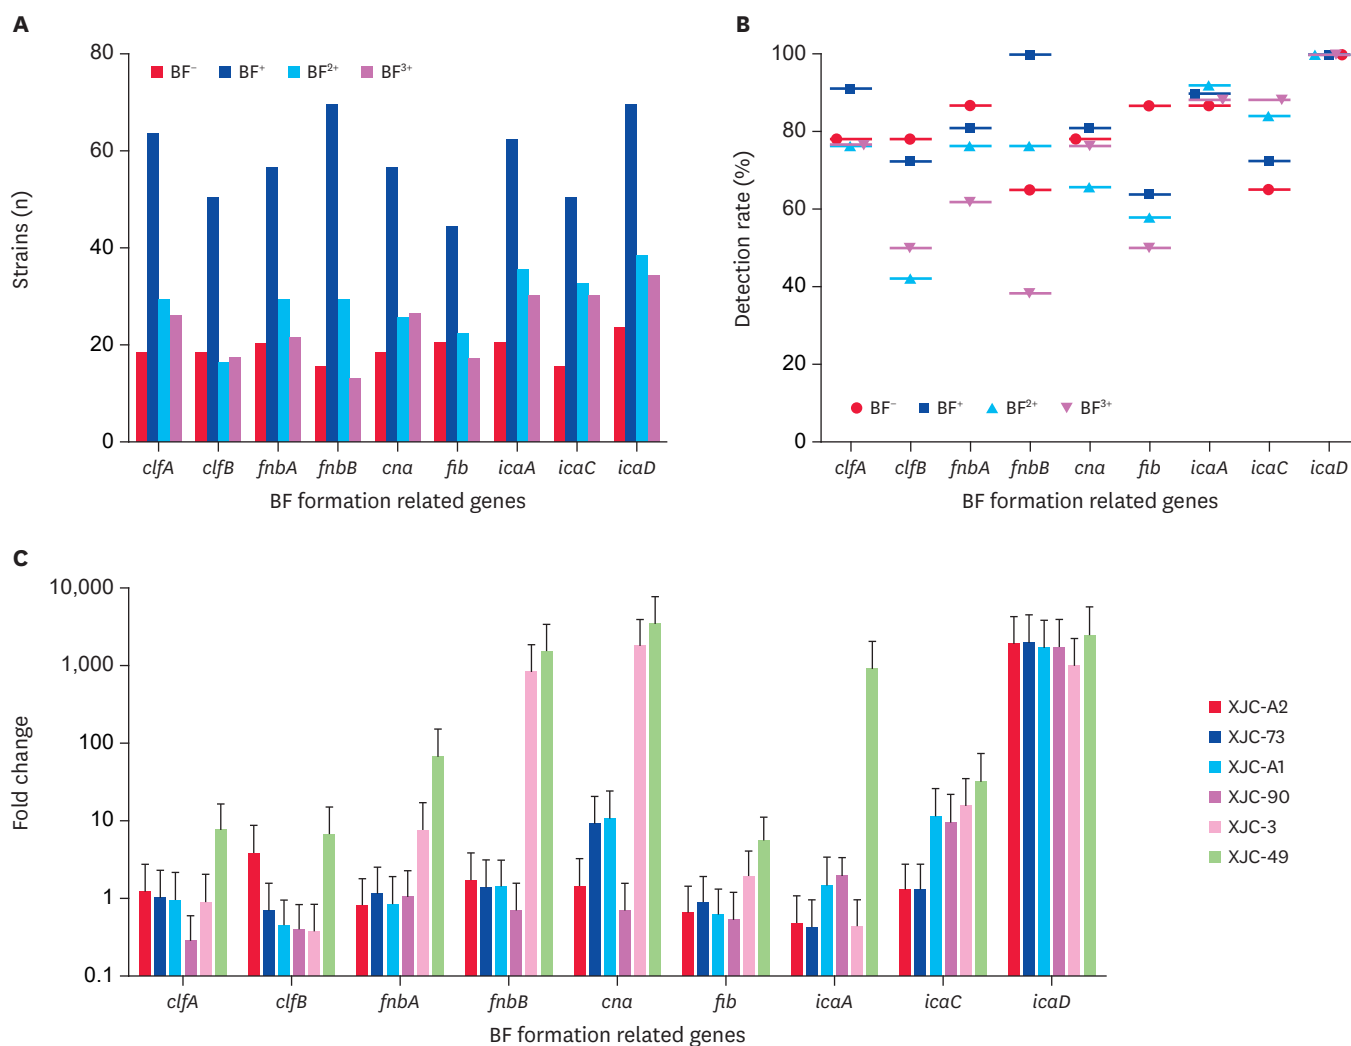 A
80
60
40
20
0
Strains (n)
BF⁻ BF⁺ BF²⁺ BF³⁺
clfA clfB fnbA fnbB cna fib icaA icaC icaD
BF formation related genes
B
100
80
60
40
20
0
Detection rate (%)
BF⁻ BF⁺ BF²⁺ BF³⁺
clfA clfB fnbA fnbB cna fib icaA icaC icaD
BF formation related genes
C
10,000
1,000
100
10
1
0.1
Fold change
clfA clfB fnbA fnbB cna fib icaA icaC icaD
BF formation related genes
XJC-A2
XJC-73
XJC-A1
XJC-90
XJC-3
XJC-49